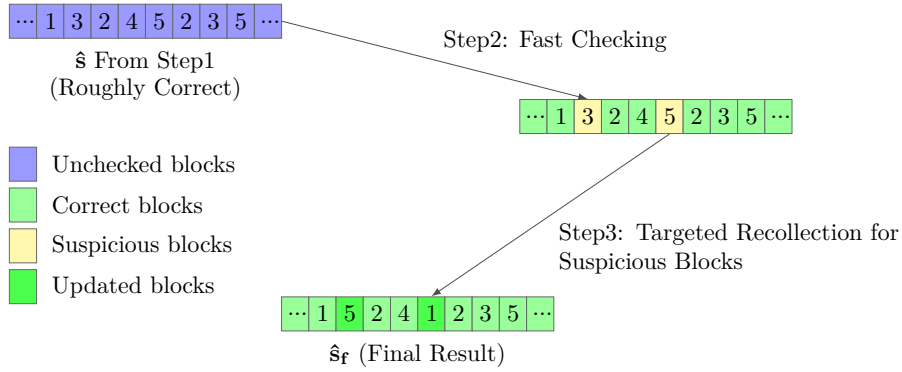 ... 1 3 2 4 5 2 3 5 ...
ŝ From Step1
(Roughly Correct)
Step2: Fast Checking
... 1 3 2 4 5 2 3 5 ...
Unchecked blocks
Correct blocks
Suspicious blocks
Updated blocks
Step3: Targeted Recollection for
Suspicious Blocks
... 1 5 2 4 1 2 3 5 ...
ŝf (Final Result)